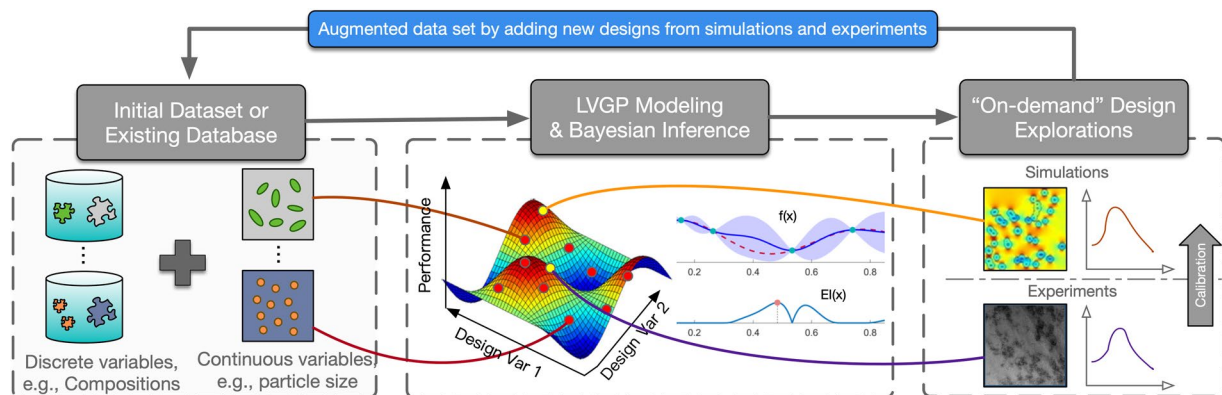 Augmented data set by adding new designs from simulations and experiments
Initial Dataset or
Existing Database
LVGP Modeling
& Bayesian Inference
“On-demand” Design
Explorations
Discrete variables,
e.g., Compositions
Continuous variables,
e.g., particle size
Performance
Design Var 1
Design Var 2
f(x)
0.2
0.4
0.6
0.8
EI(x)
0.2
0.4
0.6
0.8
Simulations
Experiments
Calibration